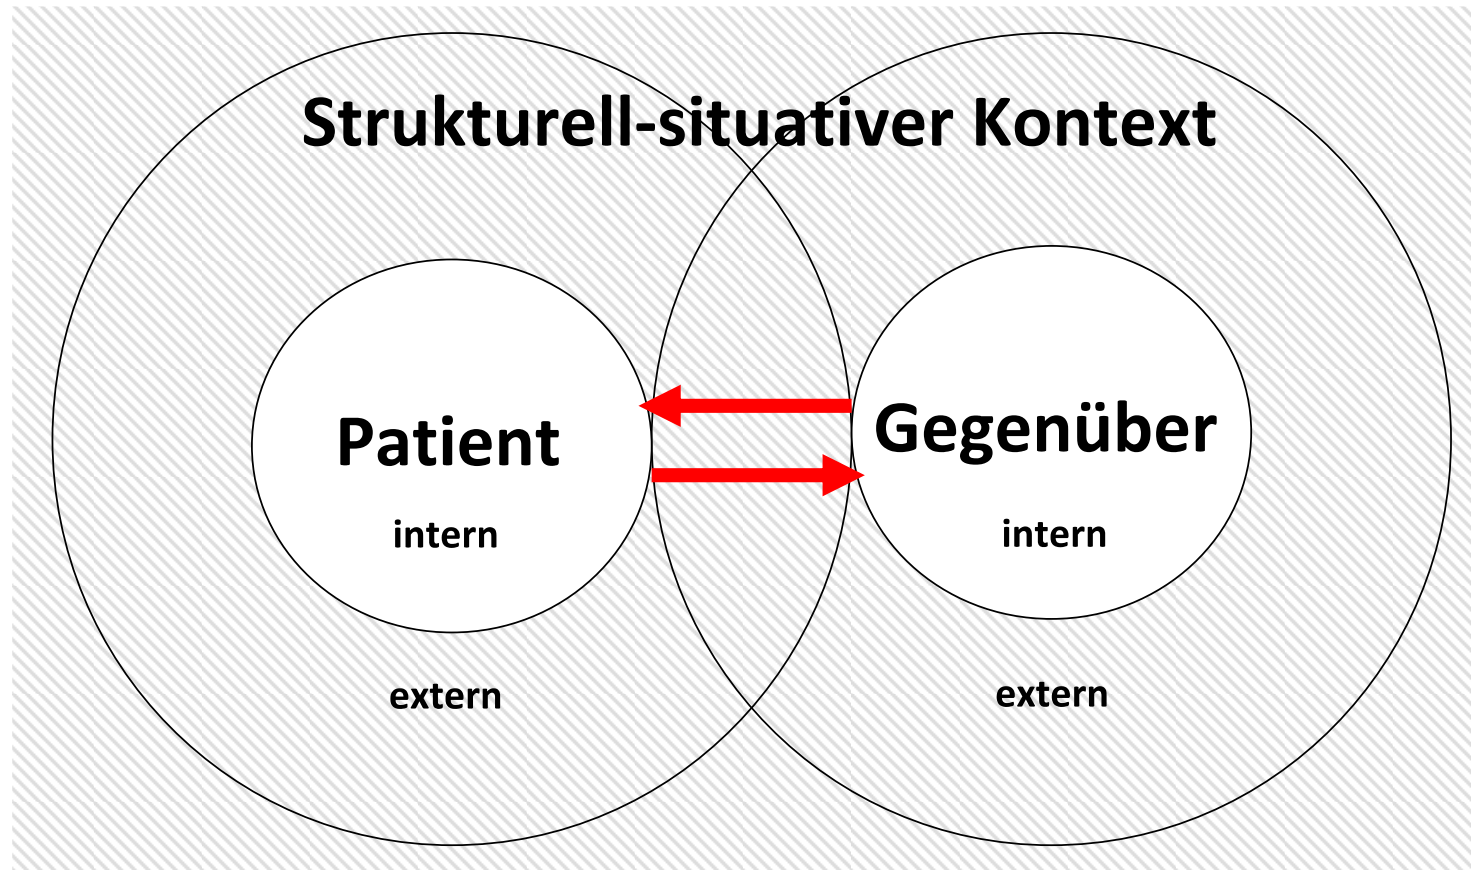 Strukturell-situativer Kontext
Patient
intern
extern
Gegenüber
intern
extern